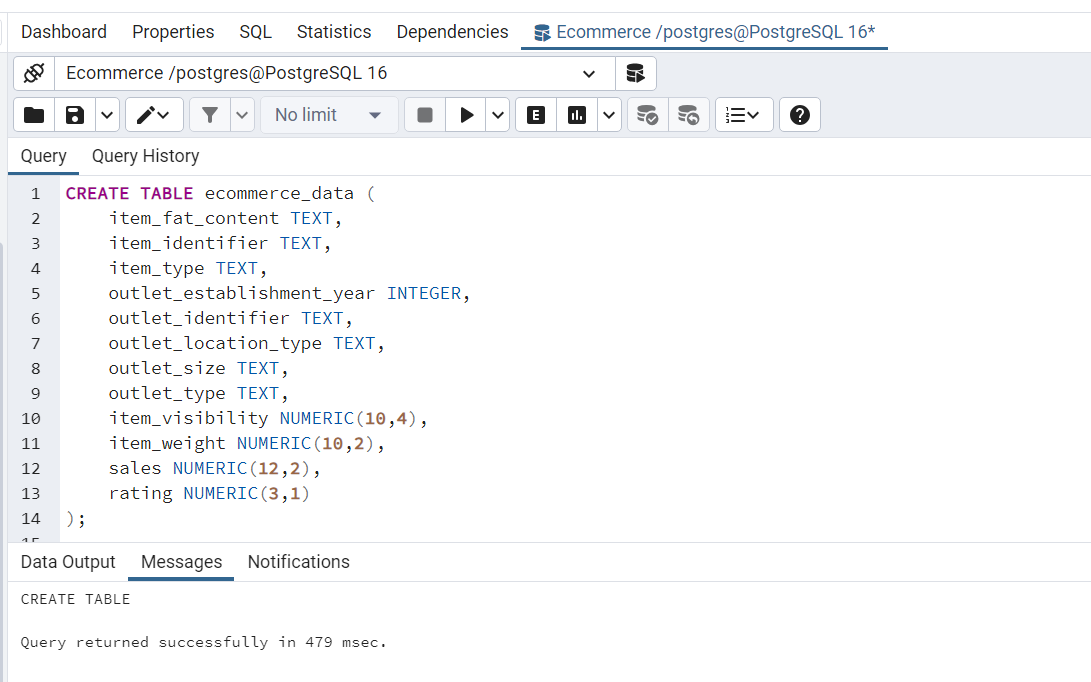 Dashboard Properties SQL Statistics Dependencies Ecommerce /postgres@PostgreSQL 16*
Ecommerce /postgres@PostgreSQL 16
No limit E
Query Query History
1 CREATE TABLE ecommerce_data (
2 item_fat_content TEXT,
3 item_identifier TEXT,
4 item_type TEXT,
5 outlet_establishment_year INTEGER,
6 outlet_identifier TEXT,
7 outlet_location_type TEXT,
8 outlet_size TEXT,
9 outlet_type TEXT,
10 item_visibility NUMERIC(10,4),
11 item_weight NUMERIC(10,2),
12 sales NUMERIC(12,2),
13 rating NUMERIC(3,1)
14 );
15
Data Output Messages Notifications
CREATE TABLE
Query returned successfully in 479 msec.